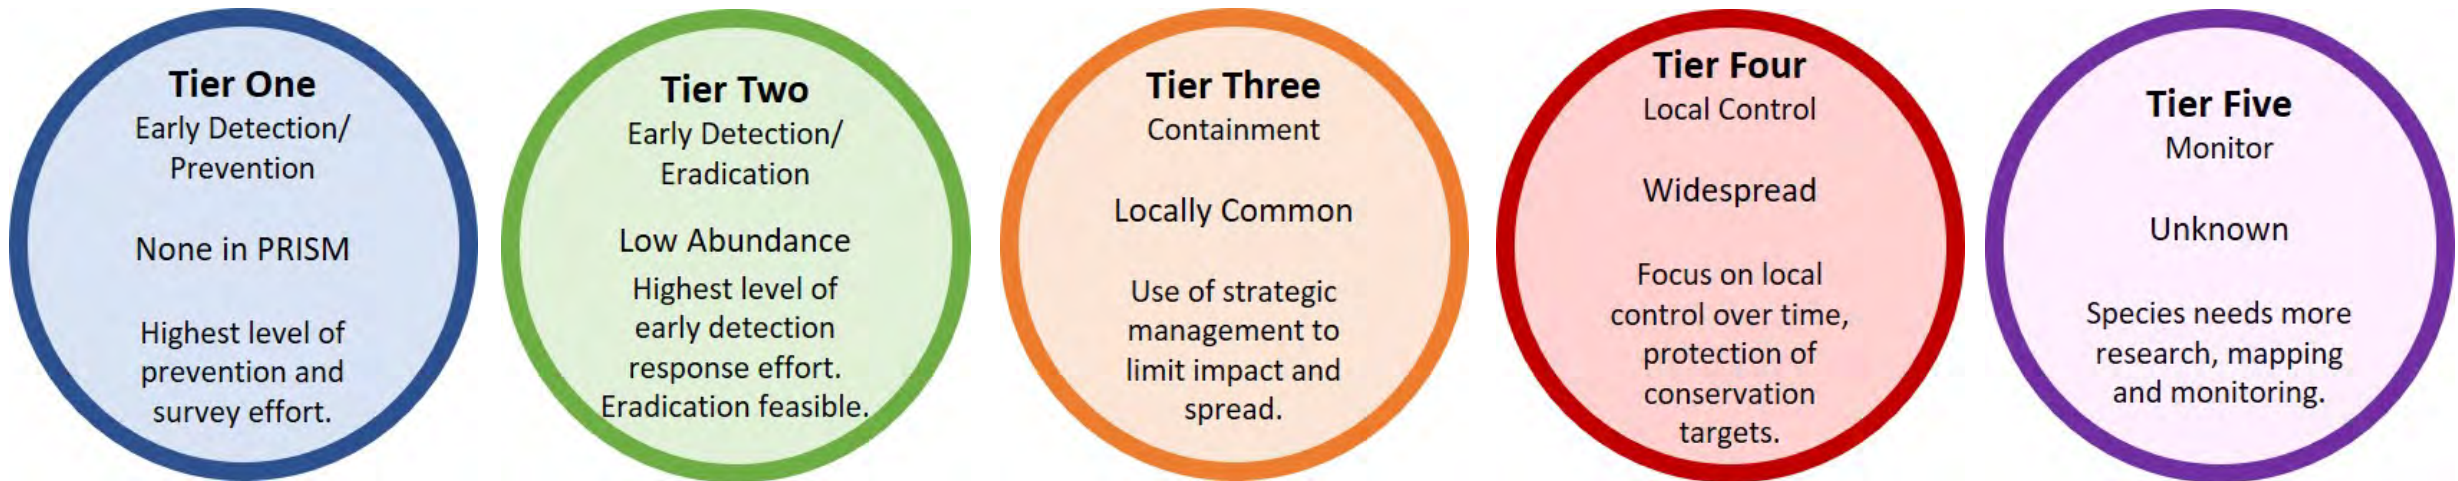 Tier One
Early Detection/
Prevention
None in PRISM
Highest level of
prevention and
survey effort.
Tier Two
Early Detection/
Eradication
Low Abundance
Highest level of
early detection
response effort.
Eradication feasible.
Tier Three
Containment
Locally Common
Use of strategic
management to
limit impact and
spread.
Tier Four
Local Control
Widespread
Focus on local
control over time,
protection of
conservation
targets.
Tier Five
Monitor
Unknown
Species needs more
research, mapping
and monitoring.